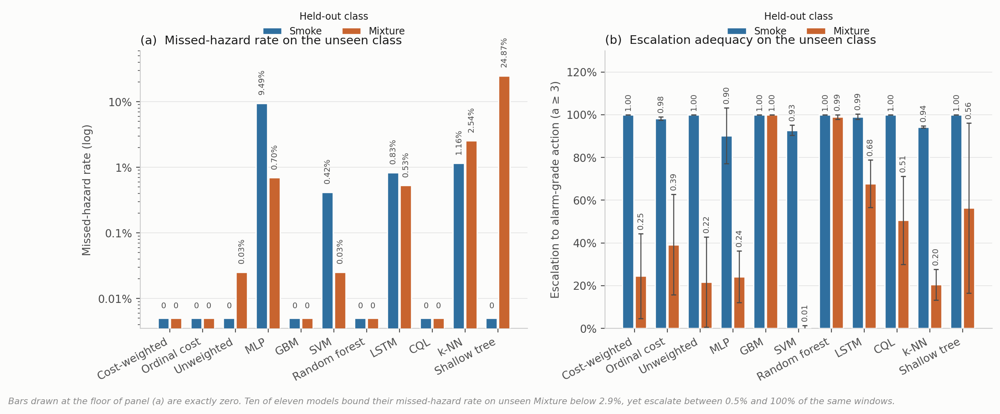 Held-out class
Smoke Mixture
(a) Missed-hazard rate on the unseen class
Missed-hazard rate (log)
10%
1%
0.1%
0.01%
0 0 0 0 0 0.03% 9.49% 0.70% 0 0 0.42% 0.03% 0 0 0.83% 0.53% 0 0 1.16% 2.54% 0 24.87%
Cost-weighted
Ordinal cost
Unweighted
MLP
GBM
SVM
Random forest
LSTM
CQL
k-NN
Shallow tree
Held-out class
Smoke Mixture
(b) Escalation adequacy on the unseen class
Escalation to alarm-grade action (a ≥ 3)
120%
100%
80%
60%
40%
20%
0%
1.00 0.25 0.98 0.39 1.00 0.22 0.90 0.24 1.00 1.00 0.93 0.01 1.00 0.99 0.99 0.68 1.00 0.51 0.94 0.20 1.00 0.56
Cost-weighted
Ordinal cost
Unweighted
MLP
GBM
SVM
Random forest
LSTM
CQL
k-NN
Shallow tree
Bars drawn at the floor of panel (a) are exactly zero. Ten of eleven models bound their missed-hazard rate on unseen Mixture below 2.9%, yet escalate between 0.5% and 100% of the same windows.